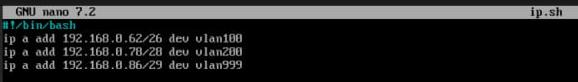 GNU nano 7.2 ip.sh
#!/bin/bash
ip a add 192.168.0.62/26 dev vlan100
ip a add 192.168.0.78/28 dev vlan200
ip a add 192.168.0.86/29 dev vlan999